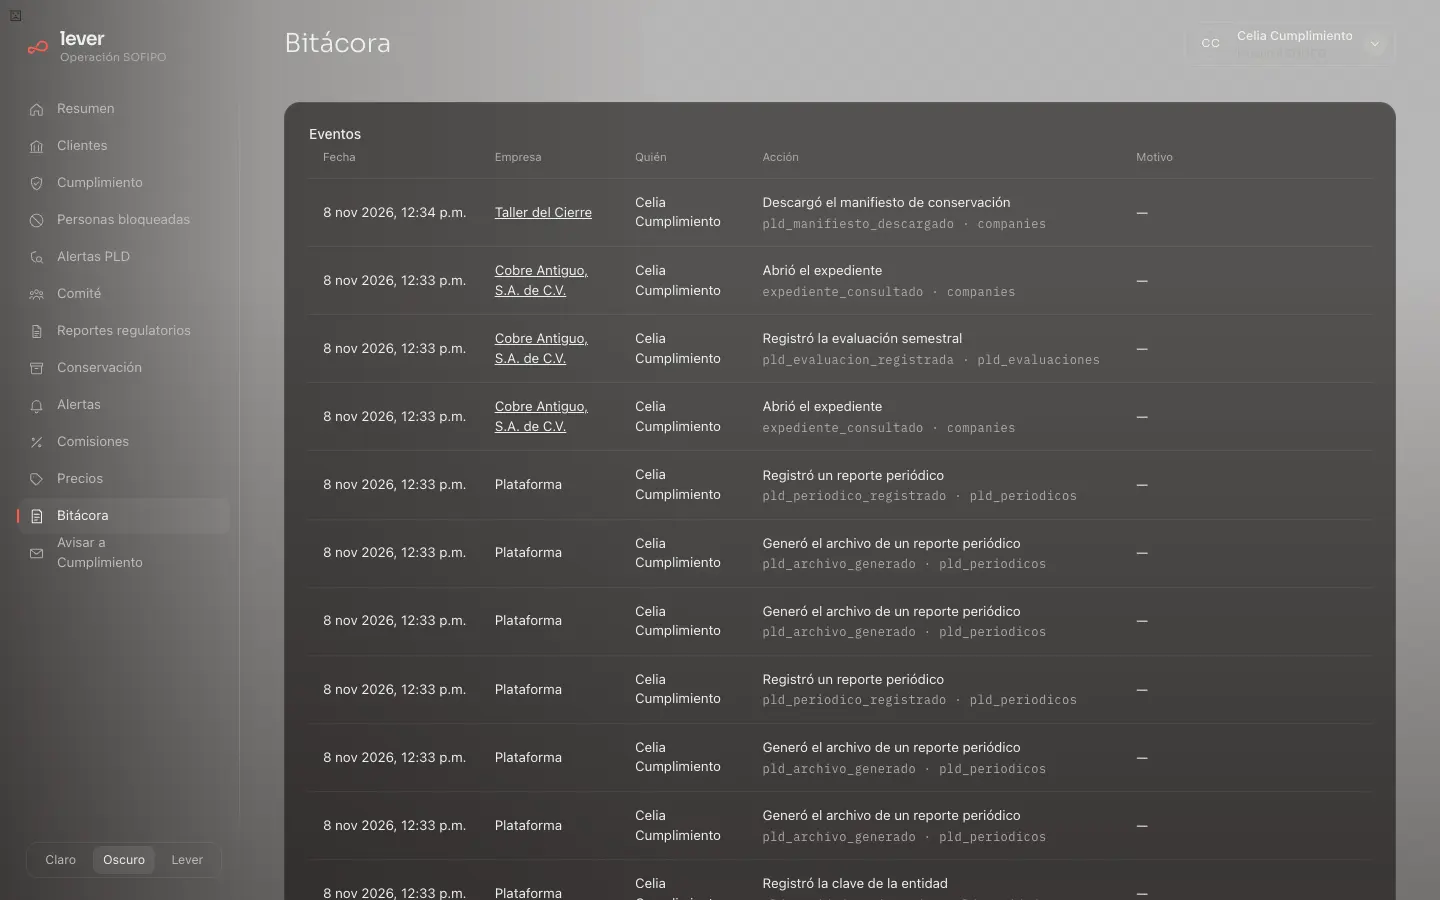 lever
Operación SOFIPO
Bitácora
CC
Celia Cumplimiento
Resumen
Clientes
Cumplimiento
Personas bloqueadas
Alertas PLD
Comité
Reportes regulatorios
Conservación
Alertas
Comisiones
Precios
Bitácora
Avisar a
Cumplimiento
Claro Oscuro Lever
Eventos
Fecha Empresa Quién Acción Motivo
8 nov 2026, 12:34 p.m. Taller del Cierre Celia Cumplimiento Descargó el manifiesto de conservación —
pld_manifiesto_descargado · companies
8 nov 2026, 12:33 p.m. Cobre Antiguo, S.A. de C.V. Celia Cumplimiento Abrió el expediente —
expediente_consultado · companies
8 nov 2026, 12:33 p.m. Cobre Antiguo, S.A. de C.V. Celia Cumplimiento Registró la evaluación semestral —
pld_evaluacion_registrada · pld_evaluaciones
8 nov 2026, 12:33 p.m. Cobre Antiguo, S.A. de C.V. Celia Cumplimiento Abrió el expediente —
expediente_consultado · companies
8 nov 2026, 12:33 p.m. Plataforma Celia Cumplimiento Registró un reporte periódico —
pld_periodico_registrado · pld_periodicos
8 nov 2026, 12:33 p.m. Plataforma Celia Cumplimiento Generó el archivo de un reporte periódico —
pld_archivo_generado · pld_periodicos
8 nov 2026, 12:33 p.m. Plataforma Celia Cumplimiento Generó el archivo de un reporte periódico —
pld_archivo_generado · pld_periodicos
8 nov 2026, 12:33 p.m. Plataforma Celia Cumplimiento Registró un reporte periódico —
pld_periodico_registrado · pld_periodicos
8 nov 2026, 12:33 p.m. Plataforma Celia Cumplimiento Generó el archivo de un reporte periódico —
pld_archivo_generado · pld_periodicos
8 nov 2026, 12:33 p.m. Plataforma Celia Cumplimiento Generó el archivo de un reporte periódico —
pld_archivo_generado · pld_periodicos
8 nov 2026, 12:33 p.m. Plataforma Celia Registró la clave de la entidad —